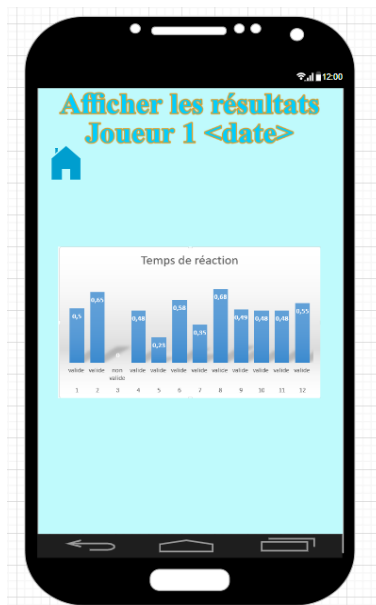 12:00
Afficher les résultats
Joueur 1 <date>
Temps de réaction
0,5 0,65 0,48 0,23 0,58 0,35 0,68 0,49 0,48 0,48 0,55
valide valide non valide valide valide valide valide valide valide valide valide valide
1 2 3 4 5 6 7 8 9 10 11 12